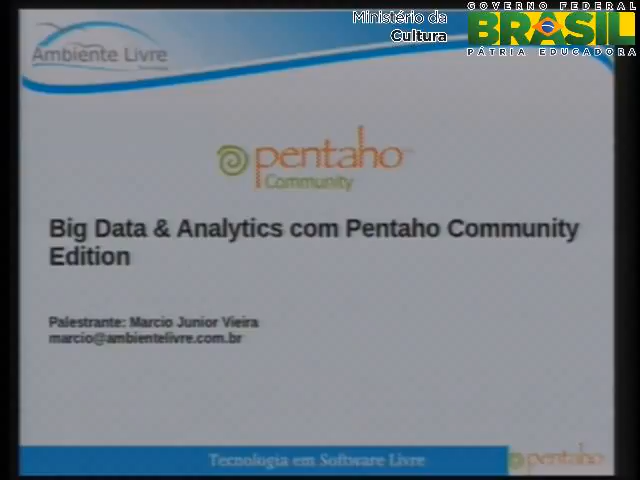 Ministério da
Cultura
GOVERNO FEDERAL
BRASIL
PÁTRIA EDUCADORA
Ambiente Livre
pentaho
Community
Big Data & Analytics com Pentaho Community
Edition
Palestrante: Marcio Junior Vieira
marcio@ambientelivre.com.br
Tecnologia em Software Livre
pentaho